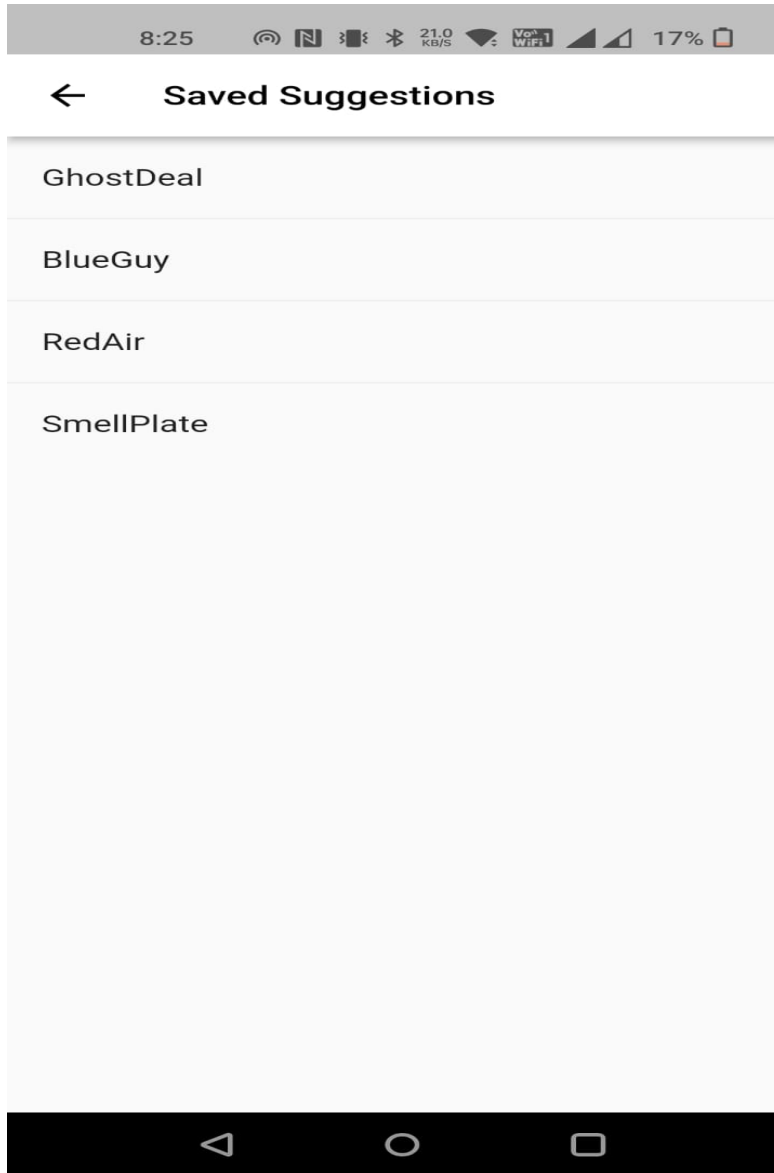 8:25 21.0 KB/S Vo WiFi 1 17%
Saved Suggestions
GhostDeal
BlueGuy
RedAir
SmellPlate